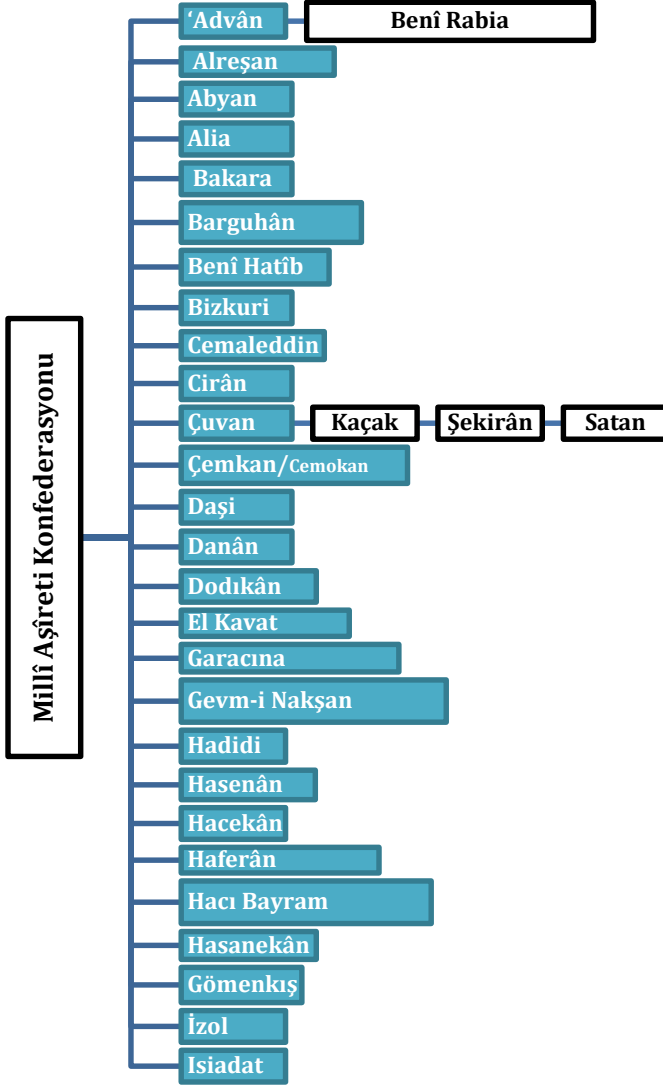 Millî Aşîreti Konfederasyonu
‘Advân Benî Rabia
Alreşan
Abyan
Alia
Bakara
Barguhân
Benî Hatîb
Bizkuri
Cemaleddin
Cirân
Çuvan Kaçak Şekirân Satan
Çemkan/Cemokan
Daşi
Danân
Dodıkân
El Kavat
Garacına
Gevm-i Nakşan
Hadidi
Hasenân
Hacekân
Haferân
Hacı Bayram
Hasanekân
Gömenkış
İzol
Isiadat